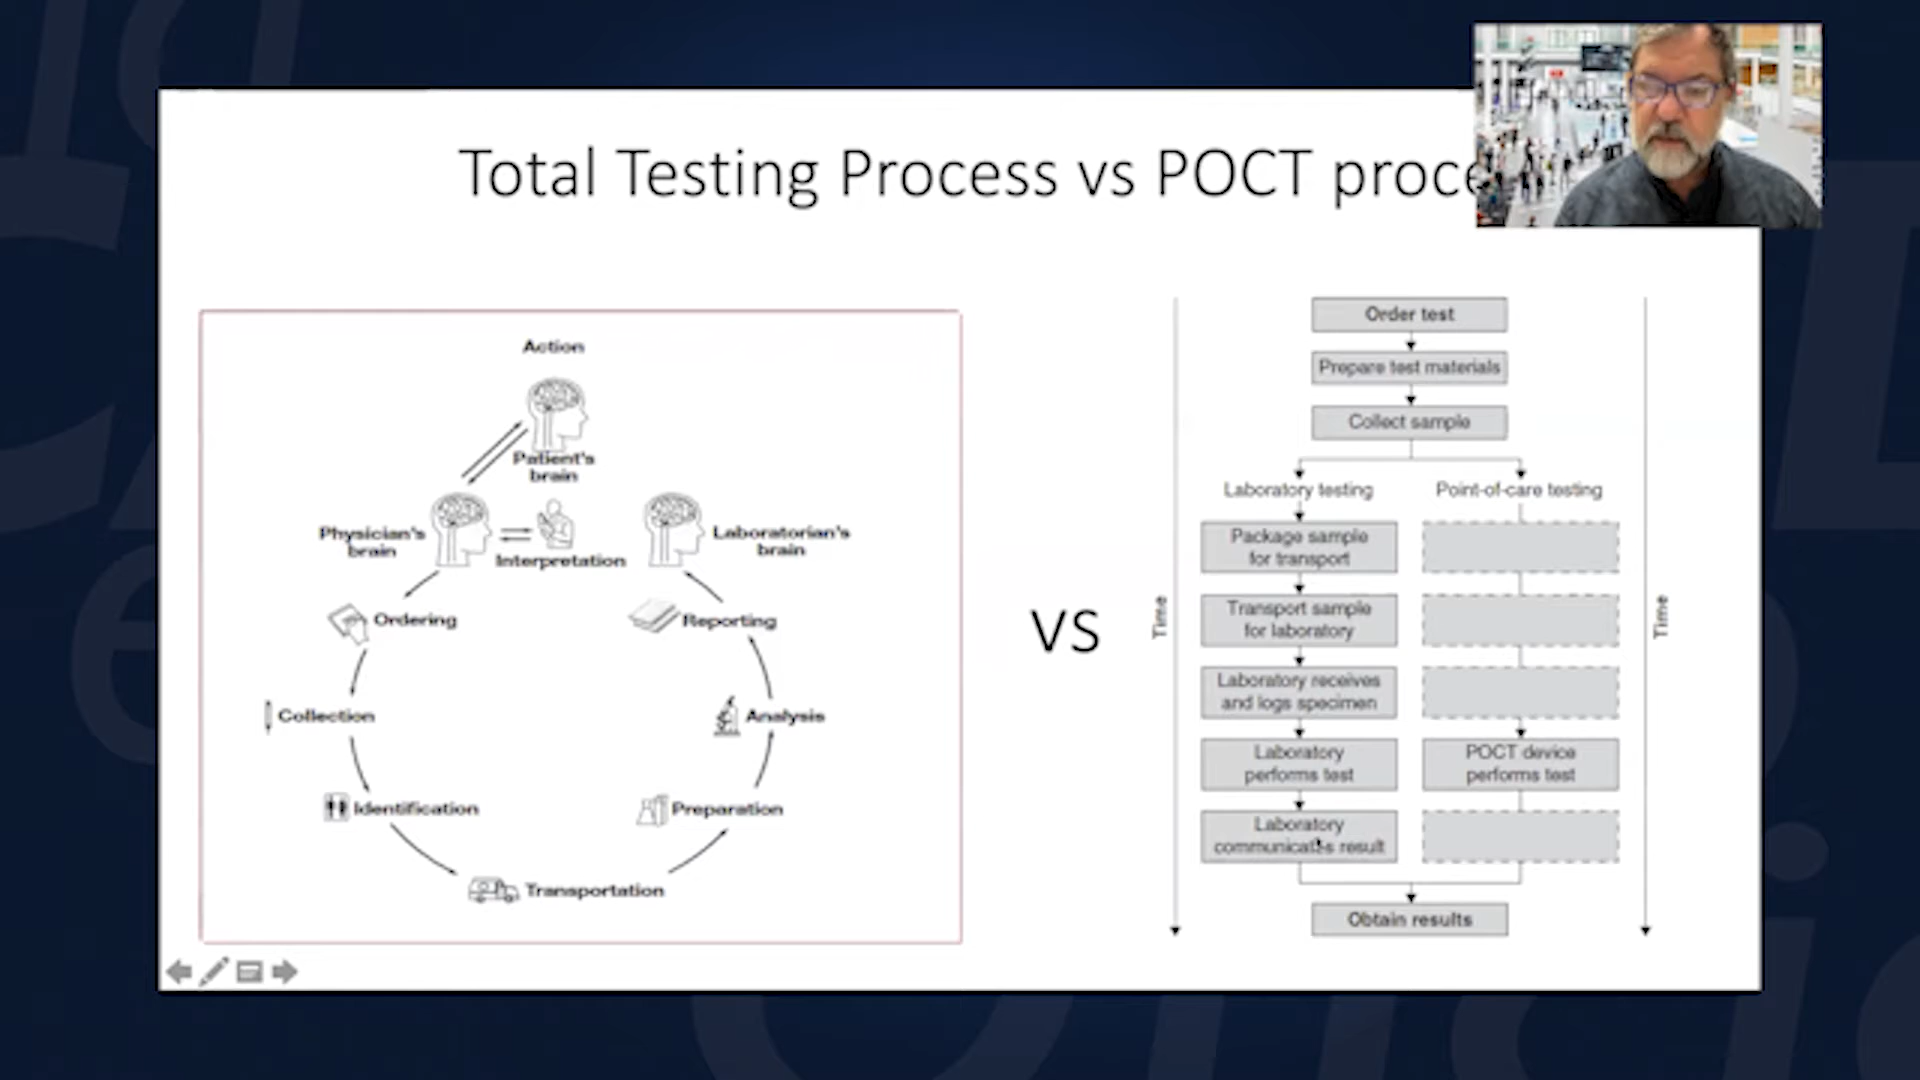 Total Testing Process vs POCT proce
Action
Patient's
brain
Physician's
brain
Interpretation
Laboratorian's
brain
Ordering
Reporting
Collection
Analysis
Identification
Preparation
Transportation
VS
Time
Order test
Prepare test materials
Collect sample
Laboratory testing
Point-of-care testing
Package sample
for transport
Transport sample
for laboratory
Laboratory receives
and logs specimen
Laboratory
performs test
POCT device
performs test
Laboratory
communicates result
Obtain results
Time